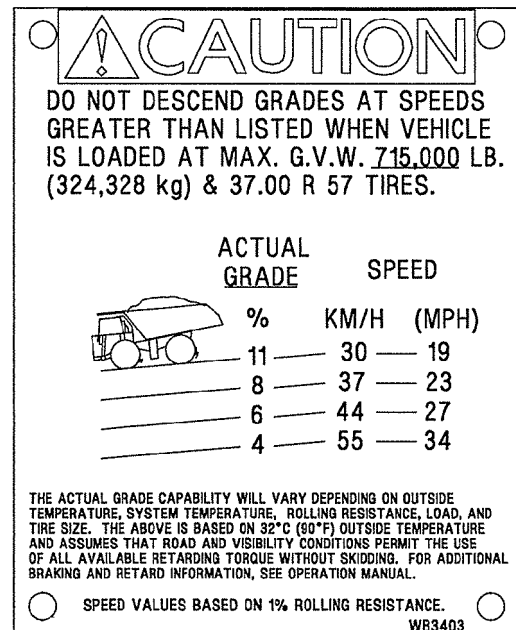 CAUTION
DO NOT DESCEND GRADES AT SPEEDS
GREATER THAN LISTED WHEN VEHICLE
IS LOADED AT MAX. G.V.W. 715,000 LB.
(324,328 kg) & 37.00 R 57 TIRES.
ACTUAL
GRADE SPEED
% KM/H (MPH)
11 30 19
8 37 23
6 44 27
4 55 34
THE ACTUAL GRADE CAPABILITY WILL VARY DEPENDING ON OUTSIDE
TEMPERATURE, SYSTEM TEMPERATURE, ROLLING RESISTANCE, LOAD, AND
TIRE SIZE. THE ABOVE IS BASED ON 32°C (90°F) OUTSIDE TEMPERATURE
AND ASSUMES THAT ROAD AND VISIBILITY CONDITIONS PERMIT THE USE
OF ALL AVAILABLE RETARDING TORQUE WITHOUT SKIDDING. FOR ADDITIONAL
BRAKING AND RETARD INFORMATION, SEE OPERATION MANUAL.
SPEED VALUES BASED ON 1% ROLLING RESISTANCE.
WB3403